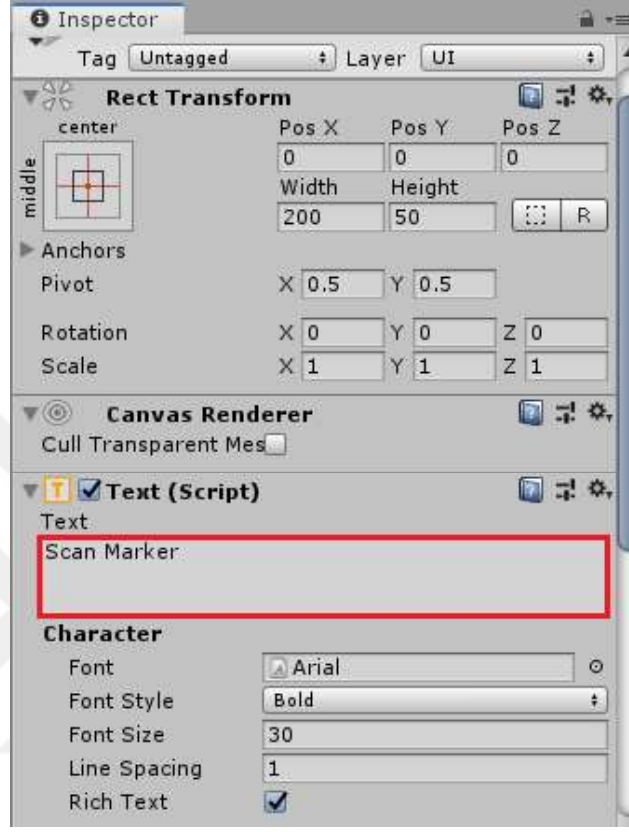 Inspector
Tag Untagged Layer UI
Rect Transform
center Pos X Pos Y Pos Z
middle 0 0 0
Width Height
200 50 R
Anchors
Pivot X 0.5 Y 0.5
Rotation X 0 Y 0 Z 0
Scale X 1 Y 1 Z 1
Canvas Renderer
Cull Transparent Mes
T Text (Script)
Text
Scan Marker
Character
Font Arial
Font Style Bold
Font Size 30
Line Spacing 1
Rich Text